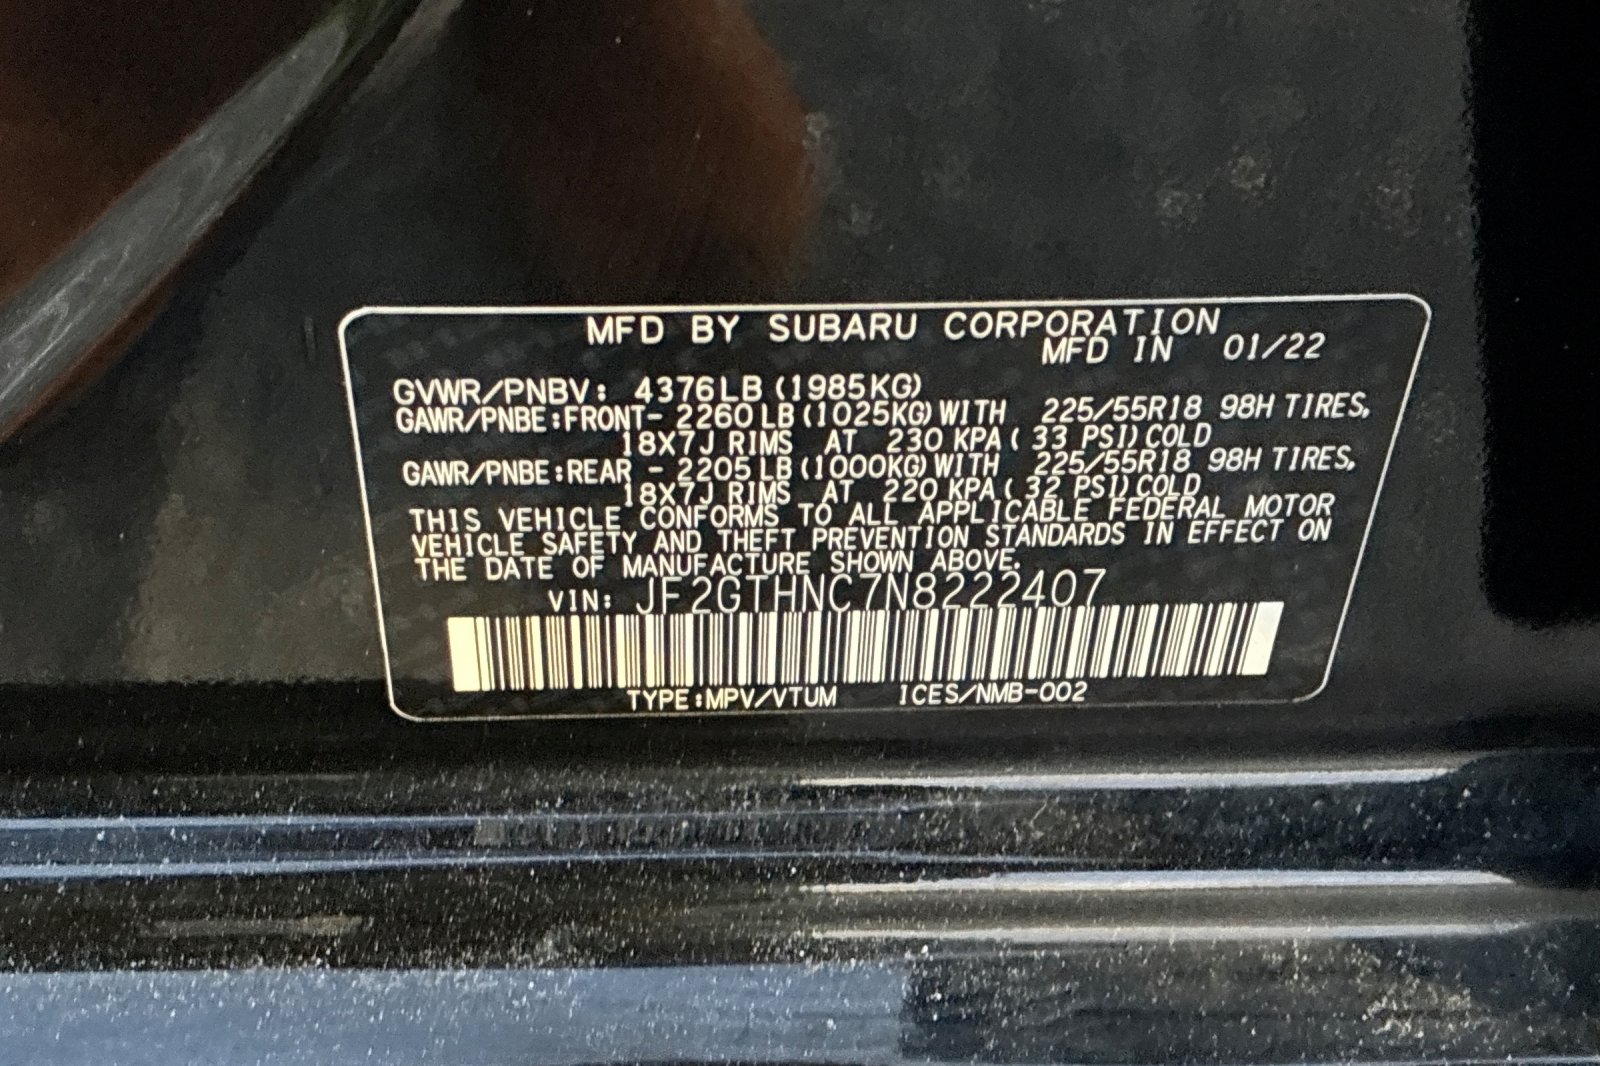 MFD BY SUBARU CORPORATION
MFD IN 01/22
GVWR/PNBV: 4376LB (1985KG)
GAWR/PNBE:FRONT- 2260 LB (1025KG) WITH 225/55R18 98H TIRES,
18X7J RIMS AT 230 KPA ( 33 PSI) COLD
GAWR/PNBE:REAR - 2205 LB (1000KG) WITH 225/55R18 98H TIRES,
18X7J RIMS AT 220 KPA ( 32 PSI) COLD
THIS VEHICLE CONFORMS TO ALL APPLICABLE FEDERAL MOTOR
VEHICLE SAFETY AND THEFT PREVENTION STANDARDS IN EFFECT ON
THE DATE OF MANUFACTURE SHOWN ABOVE.
VIN: JF2GTHNC7N8222407
TYPE:MPV/VTUM ICES/NMB-002